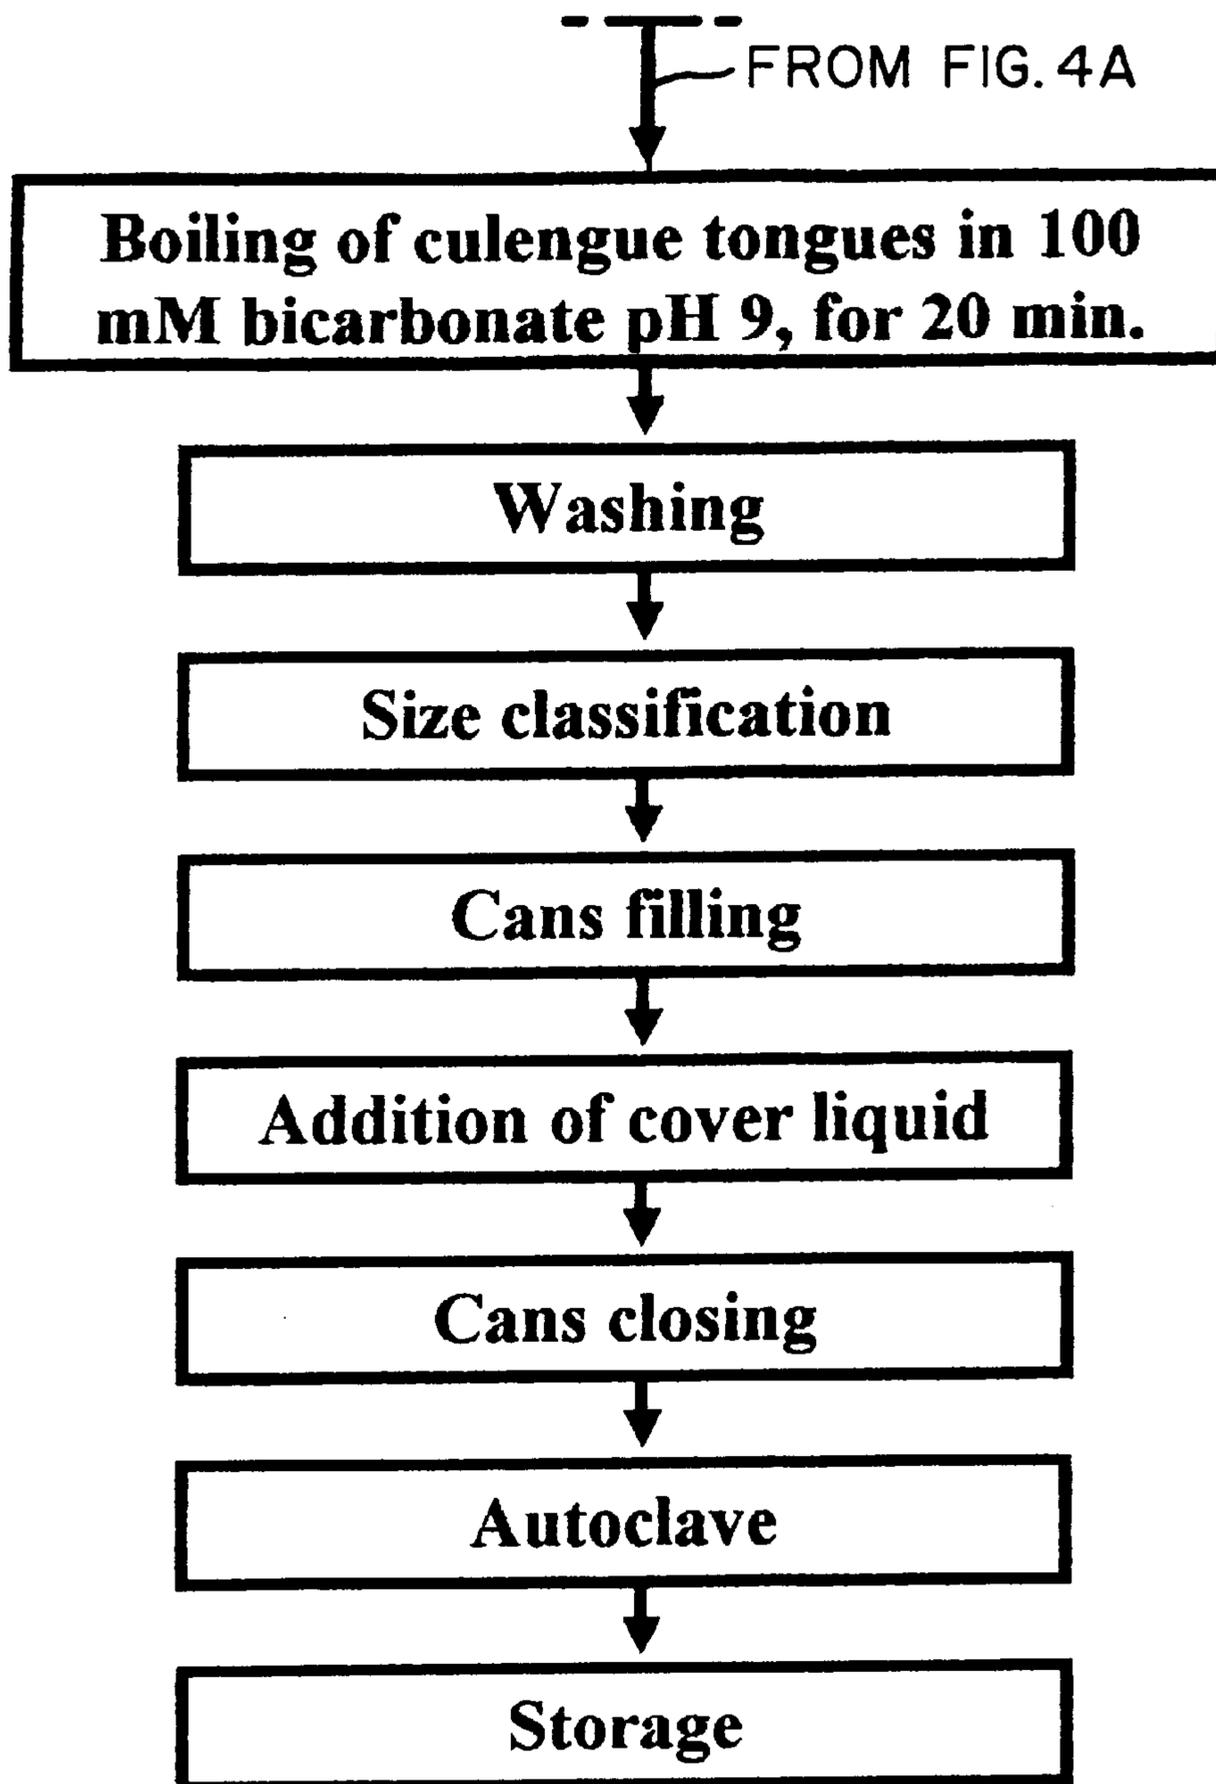 FROM FIG. 4A
Boiling of culengue tongues in 100
mM bicarbonate pH 9, for 20 min.
Washing
Size classification
Cans filling
Addition of cover liquid
Cans closing
Autoclave
Storage